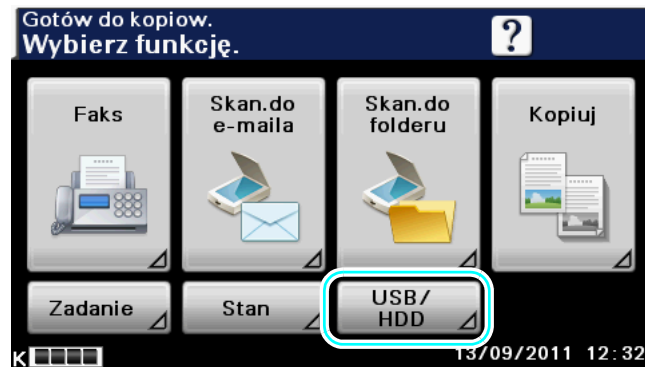 Gotów do kopiow.
Wybierz funkcję.
?
Faks
Skan.do
e-maila
Skan.do
folderu
Kopiuj
Zadanie
Stan
USB/
HDD
K
13/09/2011 12:32